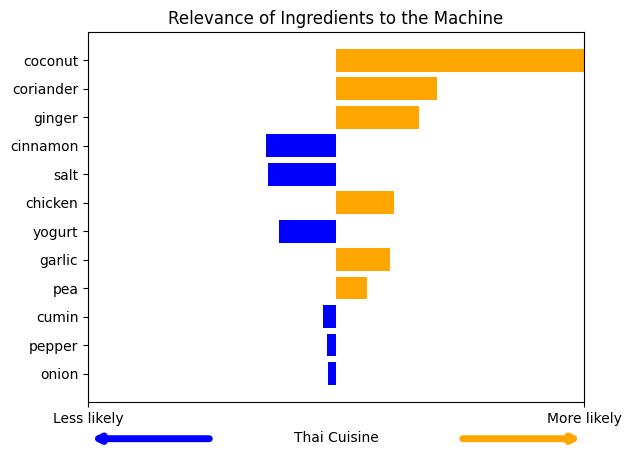 Relevance of Ingredients to the Machine
coconut
coriander
ginger
cinnamon
salt
chicken
yogurt
garlic
pea
cumin
pepper
onion
Less likely
More likely
Thai Cuisine